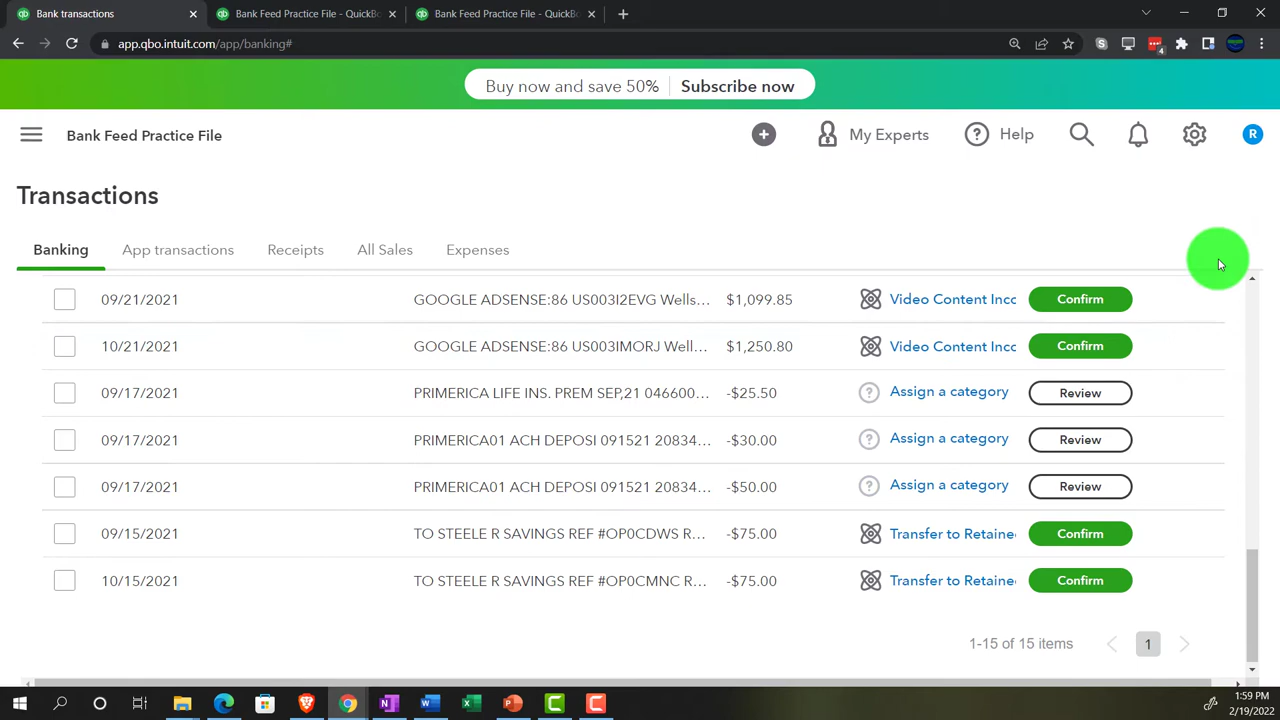 Bank transactions
Bank Feed Practice File - QuickBo
Bank Feed Practice File - QuickBo
app.qbo.intuit.com/app/banking#
4
Buy now and save 50% Subscribe now
Bank Feed Practice File
My Experts
Help
R
Transactions
Banking App transactions Receipts All Sales Expenses
09/21/2021 GOOGLE ADSENSE:86 US003I2EVG Wells... $1,099.85 Video Content Inco Confirm
10/21/2021 GOOGLE ADSENSE:86 US003IMORJ Well... $1,250.80 Video Content Inco Confirm
09/17/2021 PRIMERICA LIFE INS. PREM SEP,21 046600... -$25.50 Assign a category Review
09/17/2021 PRIMERICA01 ACH DEPOSI 091521 20834... -$30.00 Assign a category Review
09/17/2021 PRIMERICA01 ACH DEPOSI 091521 20834... -$50.00 Assign a category Review
09/15/2021 TO STEELE R SAVINGS REF #OP0CDWS R... -$75.00 Transfer to Retaine Confirm
10/15/2021 TO STEELE R SAVINGS REF #OP0CMNC R... -$75.00 Transfer to Retaine Confirm
1-15 of 15 items 1
1:59 PM
2/19/2022